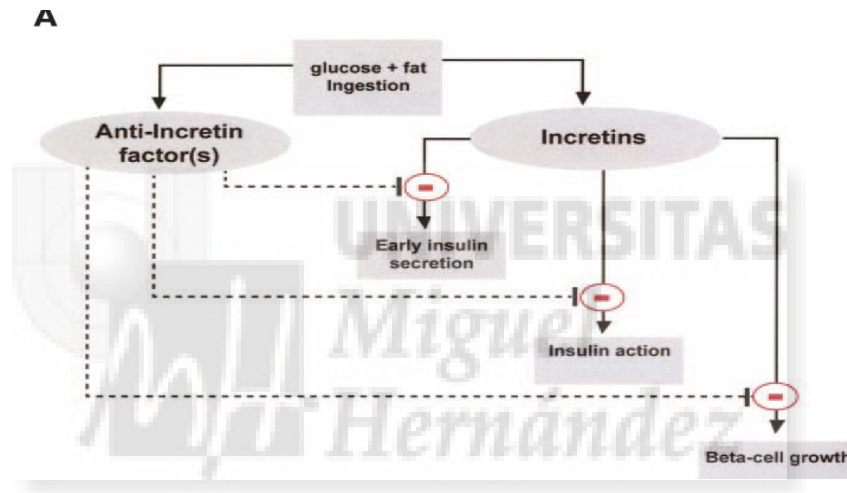 A
glucose + fat
Ingestion
Anti-Incretin
factor(s)
Incretins
UNIVERSITAS
Early insulin
secretion
Miguel
Insulin action
Hernández
Beta-cell growth